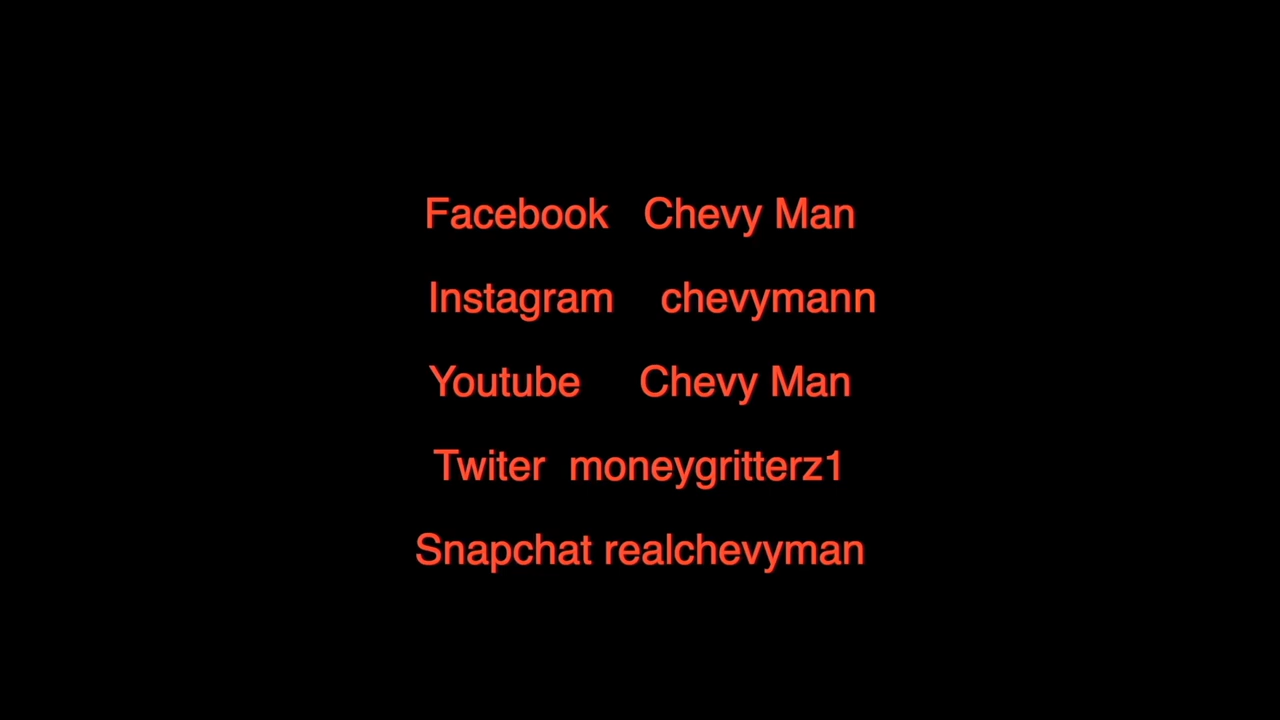 Facebook Chevy Man
Instagram chevymann
Youtube Chevy Man
Twiter moneygritterz1
Snapchat realchevyman